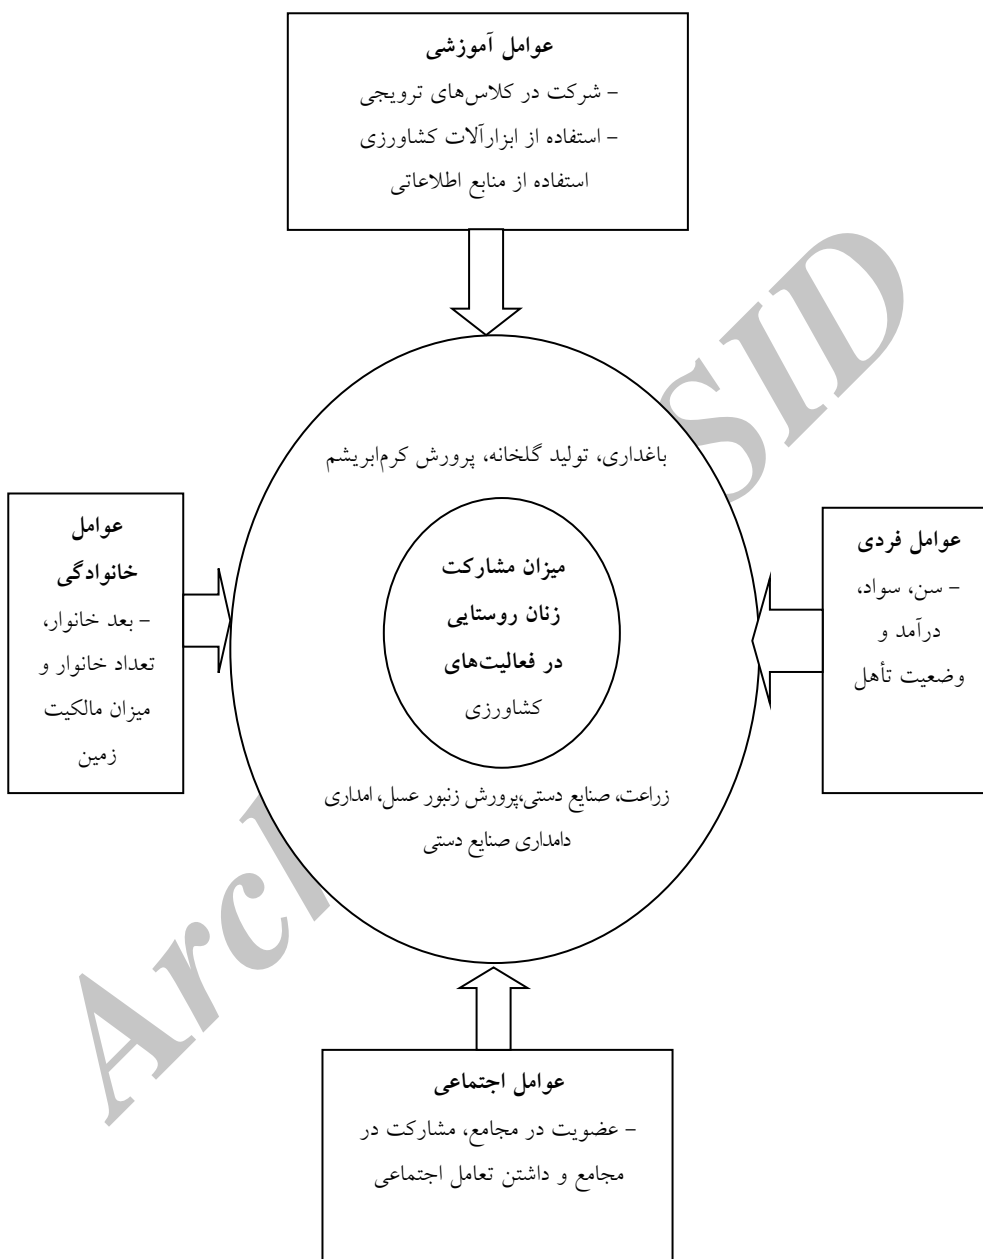 عوامل آموزشی
– شرکت در کلاس‌های ترویجی
– استفاده از ابزارآلات کشاورزی
استفاده از منابع اطلاعاتی
باغداری، تولید گلخانه، پرورش کرم‌ابریشم
عوامل فردی
– سن، سواد،
درآمد و
وضعیت تأهل
میزان مشارکت
زنان روستایی
در فعالیت‌های
کشاورزی
عوامل
خانوادگی
– بعد خانوار،
تعداد خانوار و
میزان مالکیت
زمین
زراعت، صنایع دستی،پرورش زنبور عسل، امداری
دامداری صنایع دستی
عوامل اجتماعی
– عضویت در مجامع، مشارکت در
مجامع و داشتن تعامل اجتماعی
SID